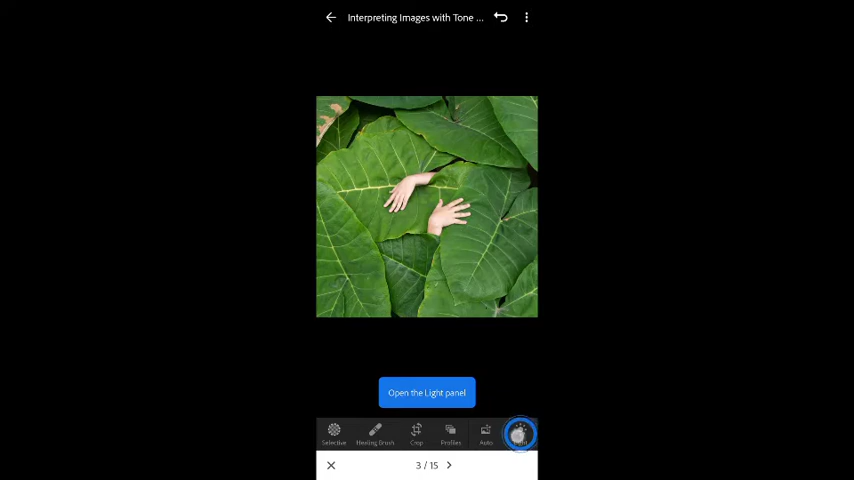 Interpreting Images with Tone ...
Open the Light panel
Selective
Healing Brush
Crop
Profiles
Auto
3 / 15